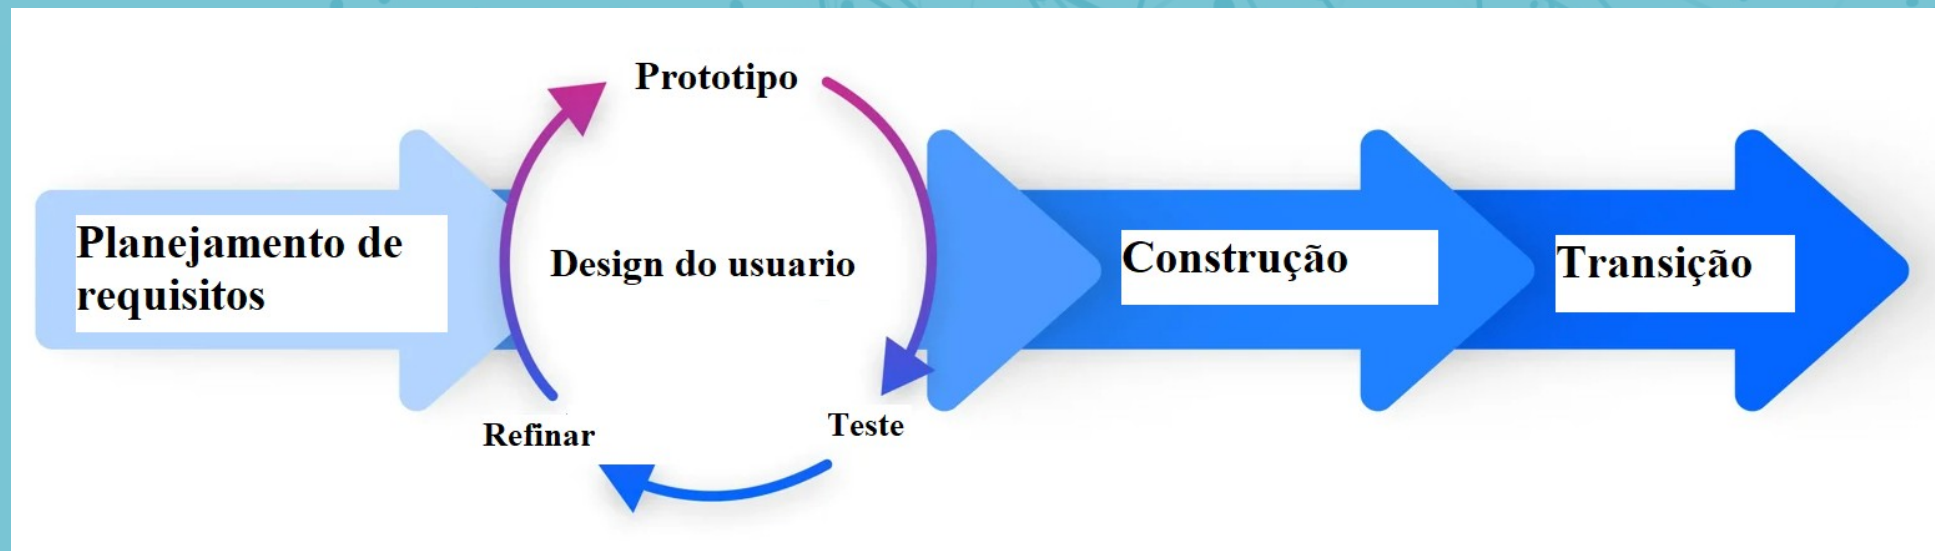 Prototipo
Planejamento de
requisitos
Design do usuario
Construção
Transição
Refinar
Teste